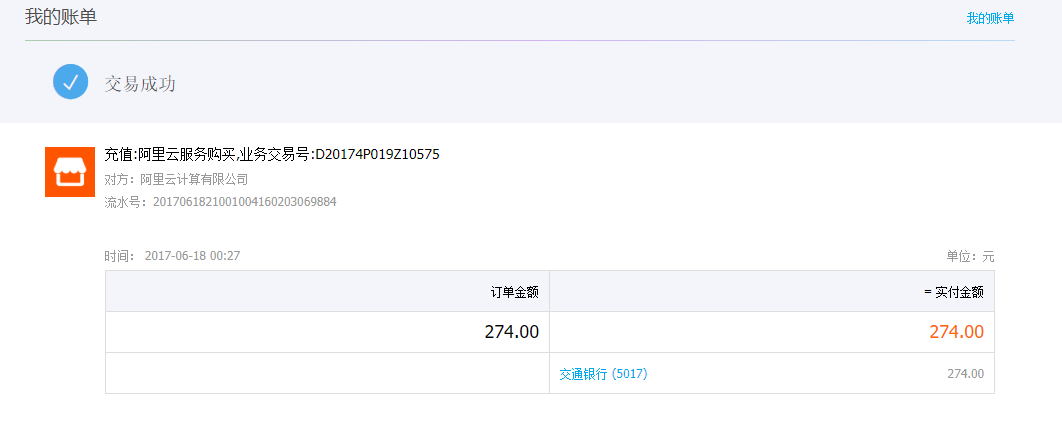 我的账单 我的账单
交易成功
充值:阿里云服务购买,业务交易号:D20174P019Z10575
对方：阿里云计算有限公司
流水号：2017061821001004160203069884
时间： 2017-06-18 00:27 单位：元
订单金额 = 实付金额
274.00 274.00
交通银行 (5017) 274.00